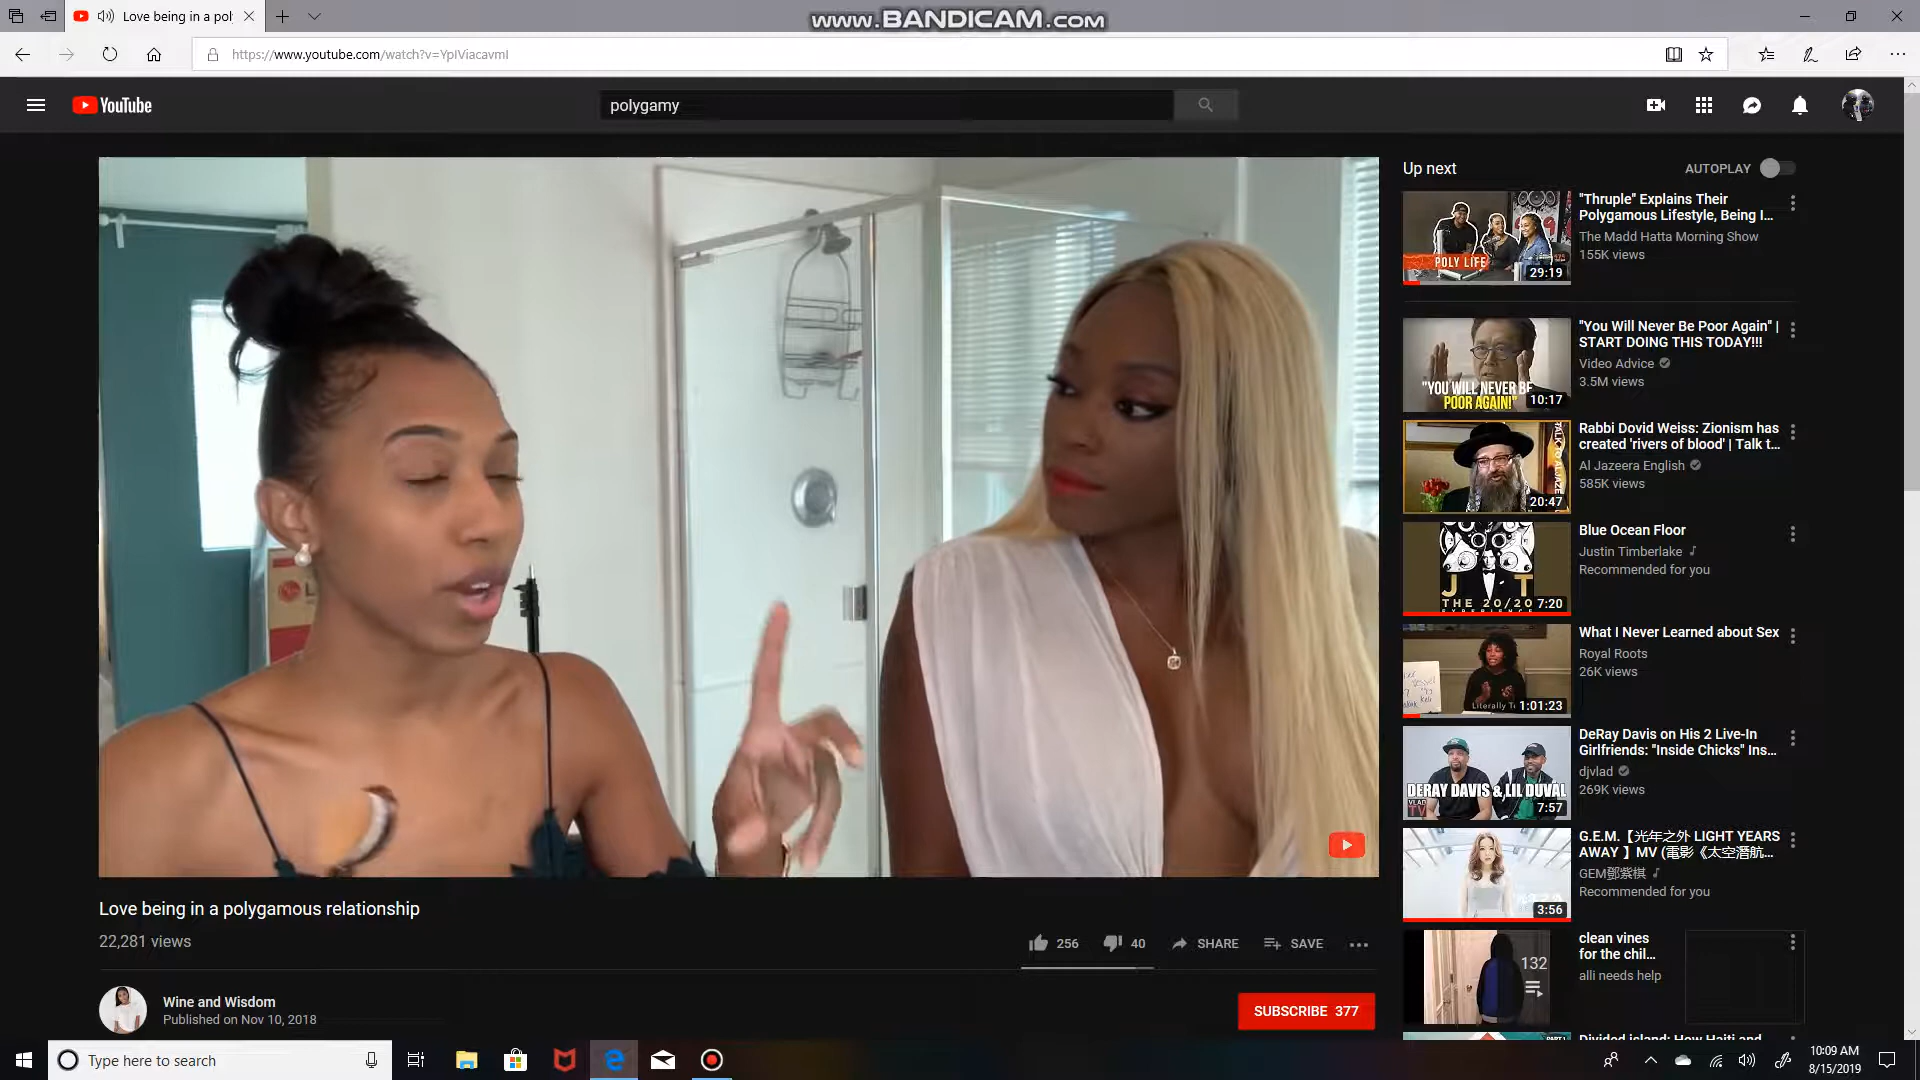 Love being in a pol
www.BANDICAM.com
https://www.youtube.com/watch?v=YpIViacavmI
YouTube
polygamy
Up next
AUTOPLAY
POLY LIFE
29:19
"Thruple" Explains Their
Polygamous Lifestyle, Being I...
The Madd Hatta Morning Show
155K views
"YOU WILL NEVER BE
POOR AGAIN!"
10:17
"You Will Never Be Poor Again" |
START DOING THIS TODAY!!!
Video Advice
3.5M views
20:47
Rabbi Dovid Weiss: Zionism has
created 'rivers of blood' | Talk t...
Al Jazeera English
585K views
J T
THE 20/20
7:20
Blue Ocean Floor
Justin Timberlake
Recommended for you
1:01:23
What I Never Learned about Sex
Royal Roots
26K views
DERAY DAVIS & LIL DUVAL
VLAD
TV
7:57
DeRay Davis on His 2 Live-In
Girlfriends: "Inside Chicks" Ins...
djvlad
269K views
3:56
G.E.M.【光年之外 LIGHT YEARS
AWAY 】MV (電影《太空潛航...
GEM鄧紫棋
Recommended for you
132
clean vines
for the chil...
alli needs help
Divided island: How Haiti and
Love being in a polygamous relationship
22,281 views
256
40
SHARE
SAVE
Wine and Wisdom
Published on Nov 10, 2018
SUBSCRIBE 377
Type here to search
10:09 AM
8/15/2019